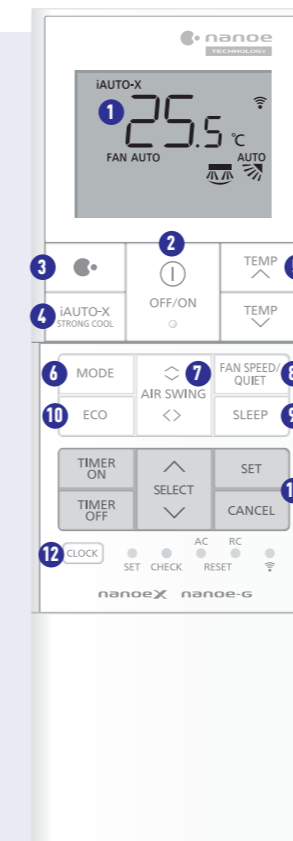 nanoe
TECHNOLOGY
iAUTO-X
1
25.5 °C
FAN AUTO
AUTO
2
3
OFF/ON
TEMP
4
iAUTO-X
STRONG COOL
TEMP
6 MODE
7
AIR SWING
FAN SPEED/
QUIET
8
10 ECO
SLEEP
9
TIMER
ON
SELECT
SET
TIMER
OFF
CANCEL
12 CLOCK
AC RC
SET CHECK RESET
nanoeX nanoe-G